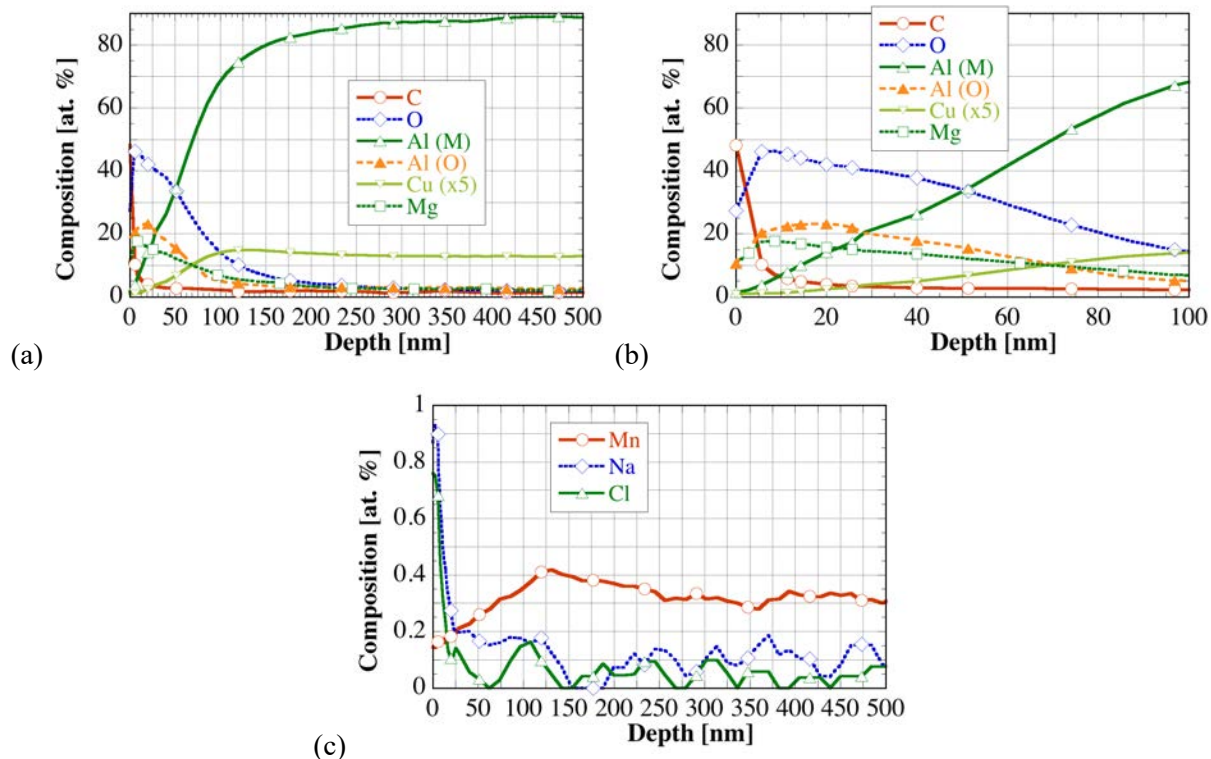 80
60
40
20
0
Composition [at. %]
C
O
Al (M)
Al (O)
Cu (x5)
Mg
0 50 100 150 200 250 300 350 400 450 500
Depth [nm]
(a)
80
60
40
20
0
Composition [at. %]
C
O
Al (M)
Al (O)
Cu (x5)
Mg
0 20 40 60 80 100
Depth [nm]
(b)
1
0.8
0.6
0.4
0.2
0
Composition [at. %]
Mn
Na
Cl
0 50 100 150 200 250 300 350 400 450 500
Depth [nm]
(c)